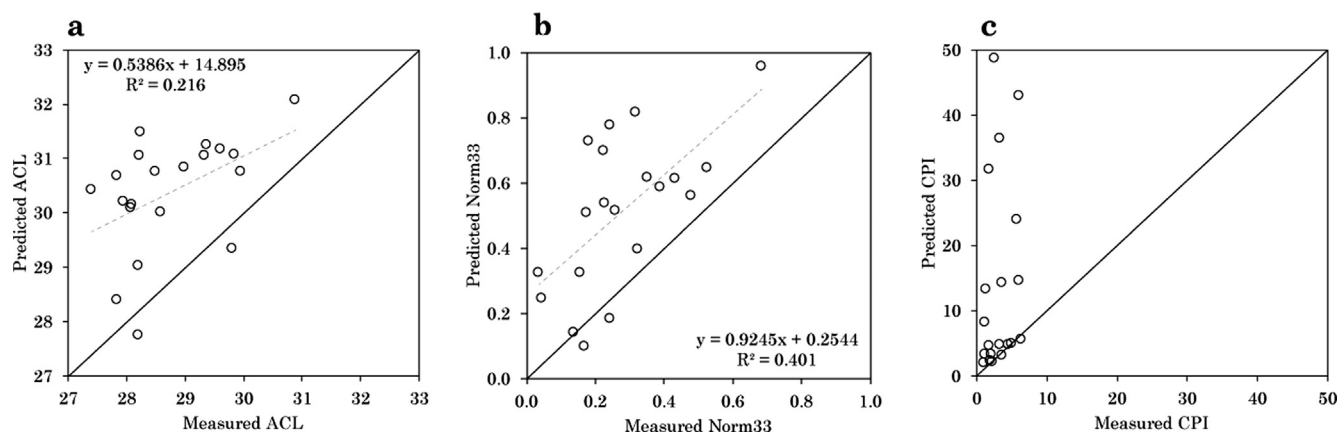 a
y = 0.5386x + 14.895
R² = 0.216
33
32
31
30
29
28
27
Predicted ACL
27 28 29 30 31 32 33
Measured ACL
b
1.0
0.8
0.6
0.4
0.2
0.0
Predicted Norm33
y = 0.9245x + 0.2544
R² = 0.401
0.0 0.2 0.4 0.6 0.8 1.0
Measured Norm33
c
50
40
30
20
10
0
Predicted CPI
0 10 20 30 40 50
Measured CPI